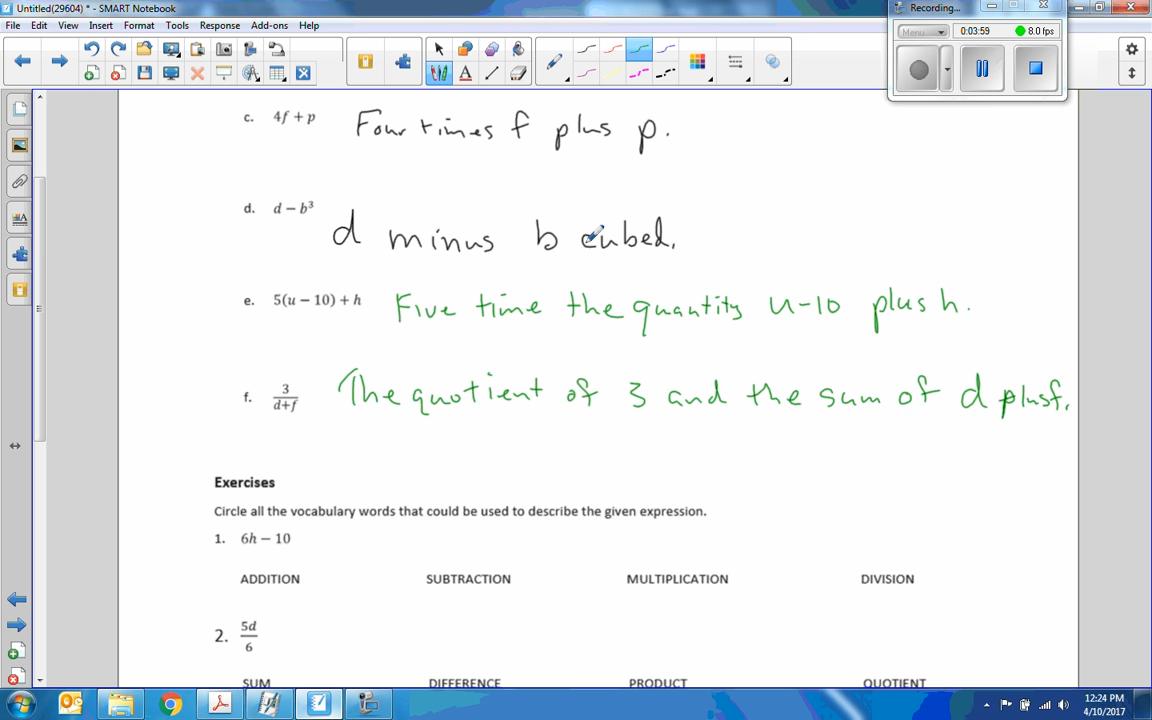 Untitled(29604) * - SMART Notebook
Recording...
File Edit View Insert Format Tools Response Add-ons Help
Menu 0:03:59 8.0 fps
c. 4f + p Four times f plus p.
d. d − b³ d minus b cubed.
e. 5(u − 10) + h Five time the quantity u-10 plus h.
f. 3/(d+f) The quotient of 3 and the sum of d plus f.
Exercises
Circle all the vocabulary words that could be used to describe the given expression.
1. 6h − 10
ADDITION SUBTRACTION MULTIPLICATION DIVISION
2. 5d/6
SUM DIFFERENCE PRODUCT QUOTIENT
12:24 PM
4/10/2017